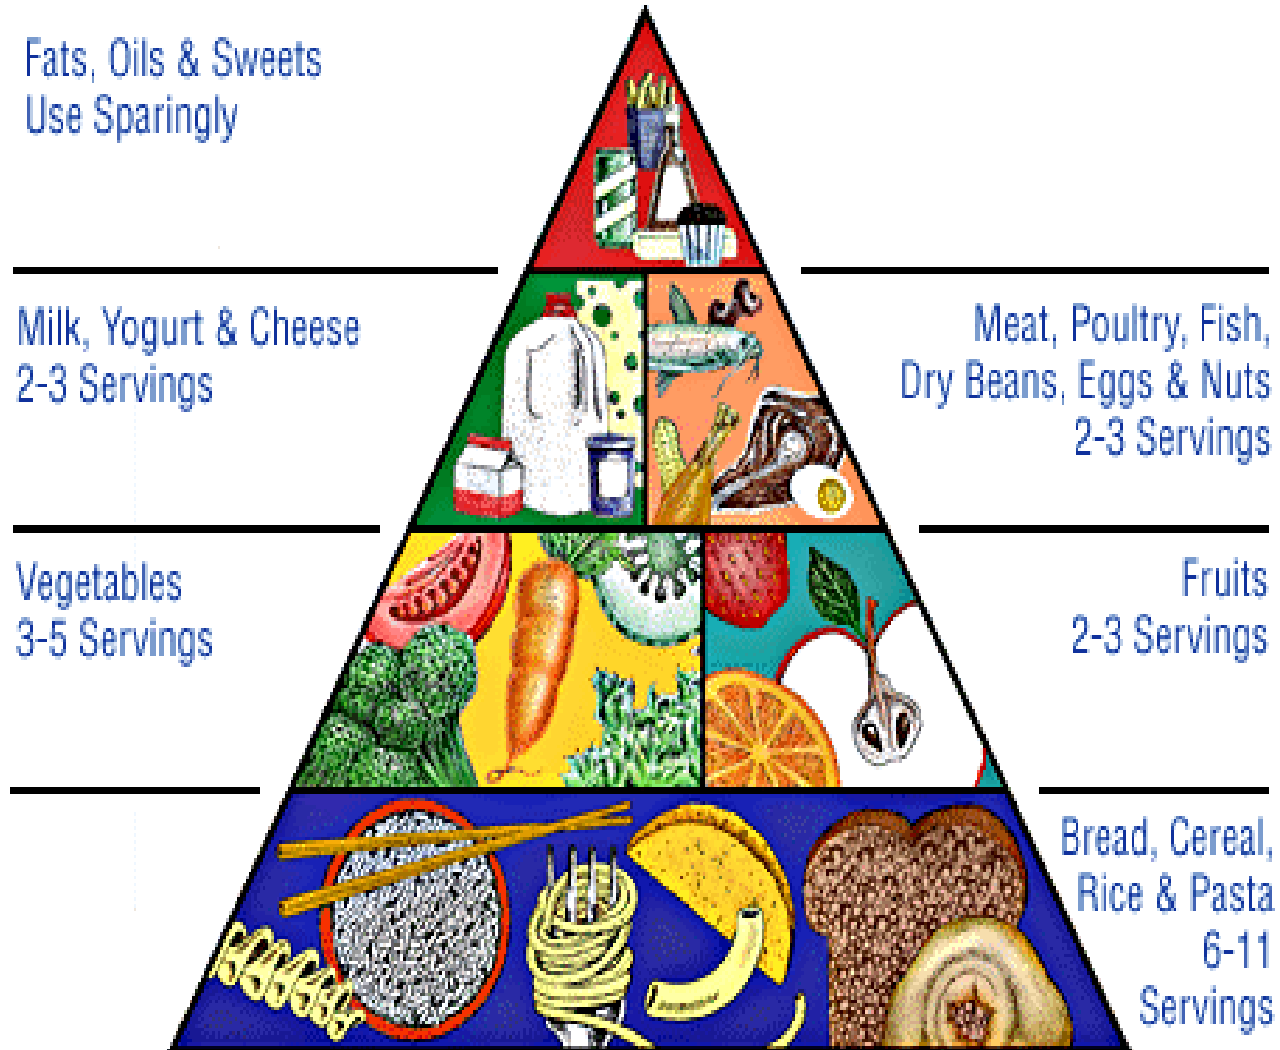 Fats, Oils & Sweets
Use Sparingly
Milk, Yogurt & Cheese
2-3 Servings
Meat, Poultry, Fish,
Dry Beans, Eggs & Nuts
2-3 Servings
Vegetables
3-5 Servings
Fruits
2-3 Servings
Bread, Cereal,
Rice & Pasta
6-11
Servings